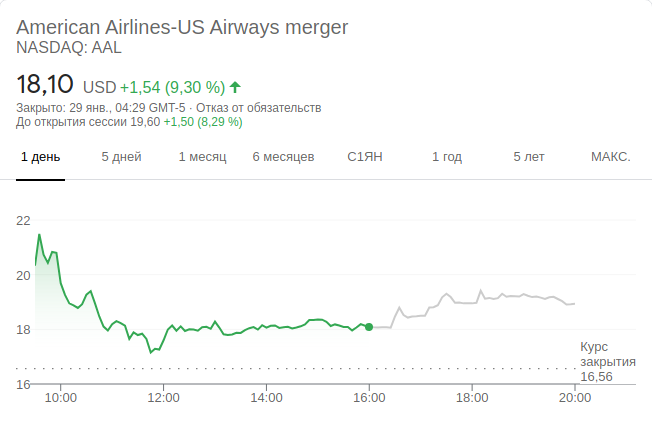 American Airlines-US Airways merger
NASDAQ: AAL
18,10 USD +1,54 (9,30 %)
Закрыто: 29 янв., 04:29 GMT-5 · Отказ от обязательств
До открытия сессии 19,60 +1,50 (8,29 %)
1 день 5 дней 1 месяц 6 месяцев С1ЯН 1 год 5 лет МАКС.
22
20
18
Курс
закрытия
16,56
16
10:00 12:00 14:00 16:00 18:00 20:00